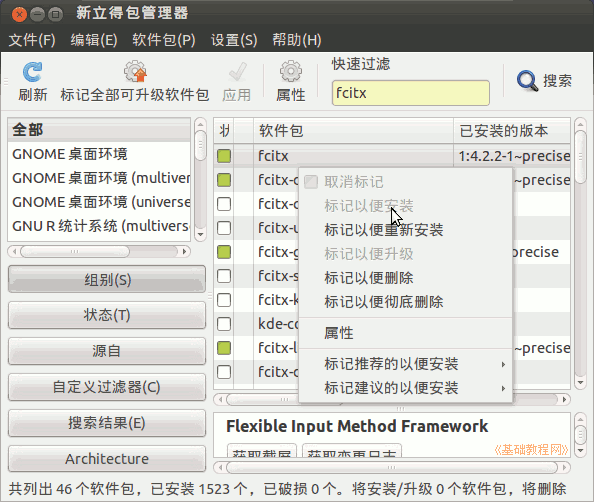 新立得包管理器
文件(F) 编辑(E) 软件包(P) 设置(S) 帮助(H)
快速过滤
刷新 标记全部可升级软件包 应用 属性 fcitx 搜索
全部
GNOME 桌面环境
GNOME 桌面环境 (multiver
GNOME 桌面环境 (universe
GNU R 统计系统 (multivers
组别(S)
状态(T)
源自
自定义过滤器(C)
搜索结果(E)
Architecture
软件包 已安装的版本
fcitx 1:4.2.2-1~precise
fcitx-c ~precise
fcitx-c
fcitx-u
fcitx-g precise
fcitx-s
fcitx-k
kde-co
fcitx-l ~precise
fcitx-c
取消标记
标记以便安装
标记以便重新安装
标记以便升级
标记以便删除
标记以便彻底删除
属性
标记推荐的以便安装
标记建议的以便安装
Flexible Input Method Framework
获取截屏 获取变更日志
《基础教程网》
共列出 46 个软件包，已安装 1523 个，已破损 0 个。将安装/升级 0 个软件包，将删除